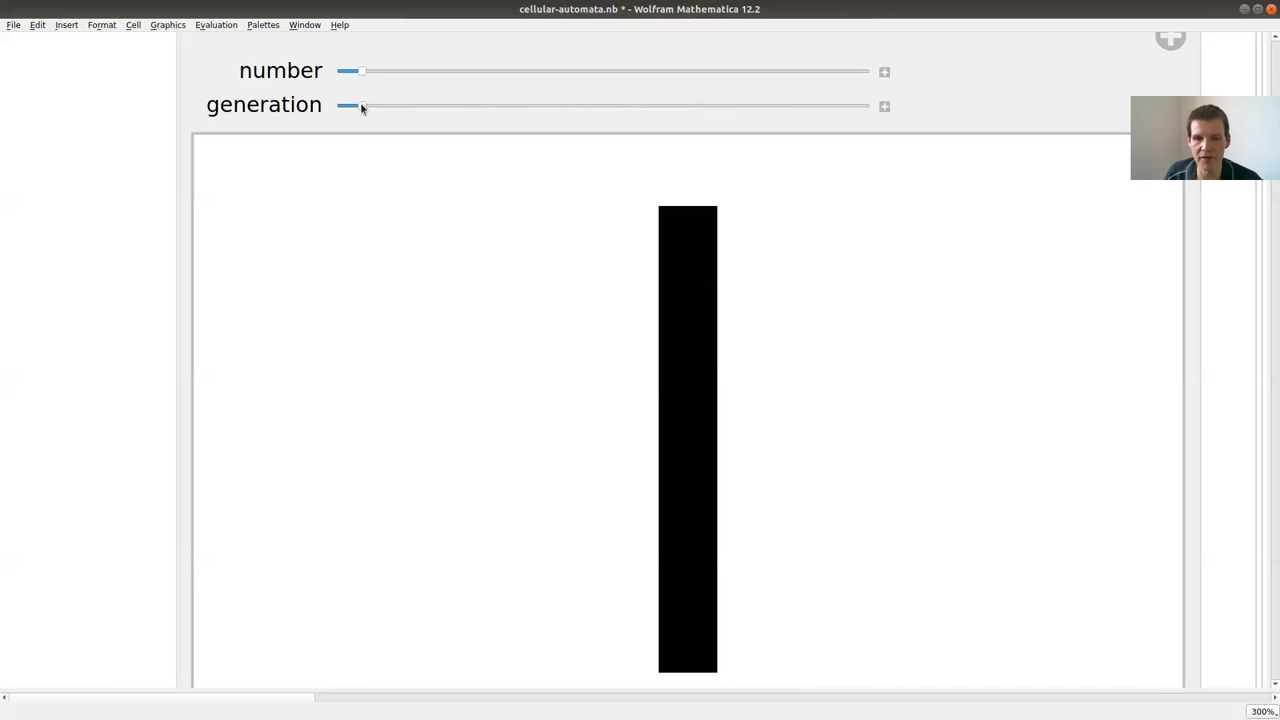 cellular-automata.nb * - Wolfram Mathematica 12.2
File Edit Insert Format Cell Graphics Evaluation Palettes Window Help
number
generation
300%